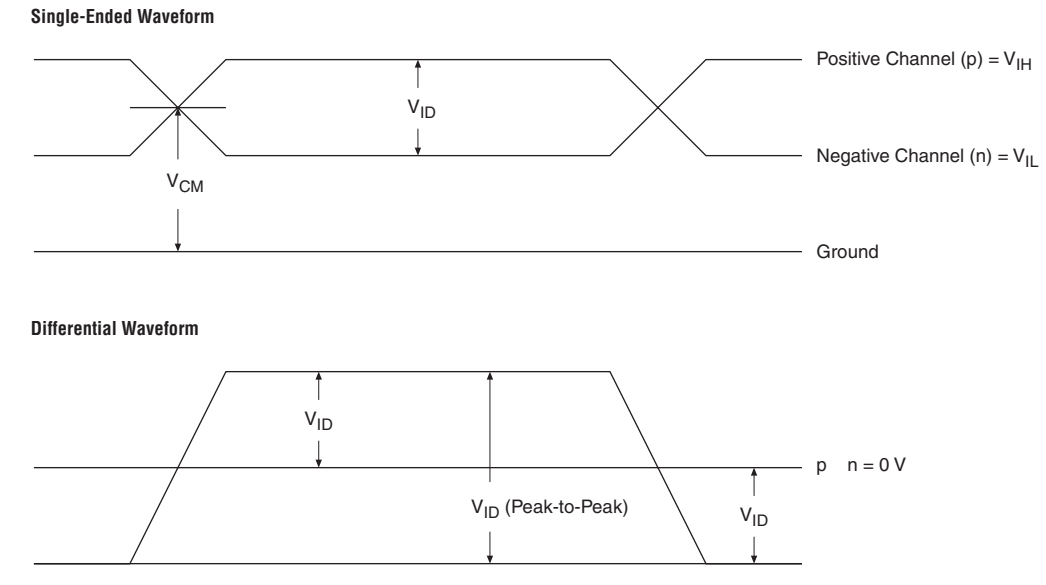 Single-Ended Waveform
Positive Channel (p) = VIH
VID
Negative Channel (n) = VIL
VCM
Ground
Differential Waveform
VID
p n = 0 V
VID (Peak-to-Peak)
VID